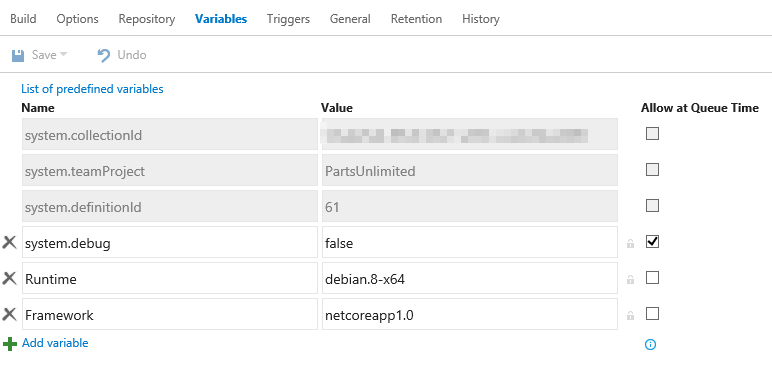 Build Options Repository Variables Triggers General Retention History
Save Undo
List of predefined variables
Name Value Allow at Queue Time
system.collectionId
system.teamProject PartsUnlimited
system.definitionId 61
system.debug false
Runtime debian.8-x64
Framework netcoreapp1.0
Add variable